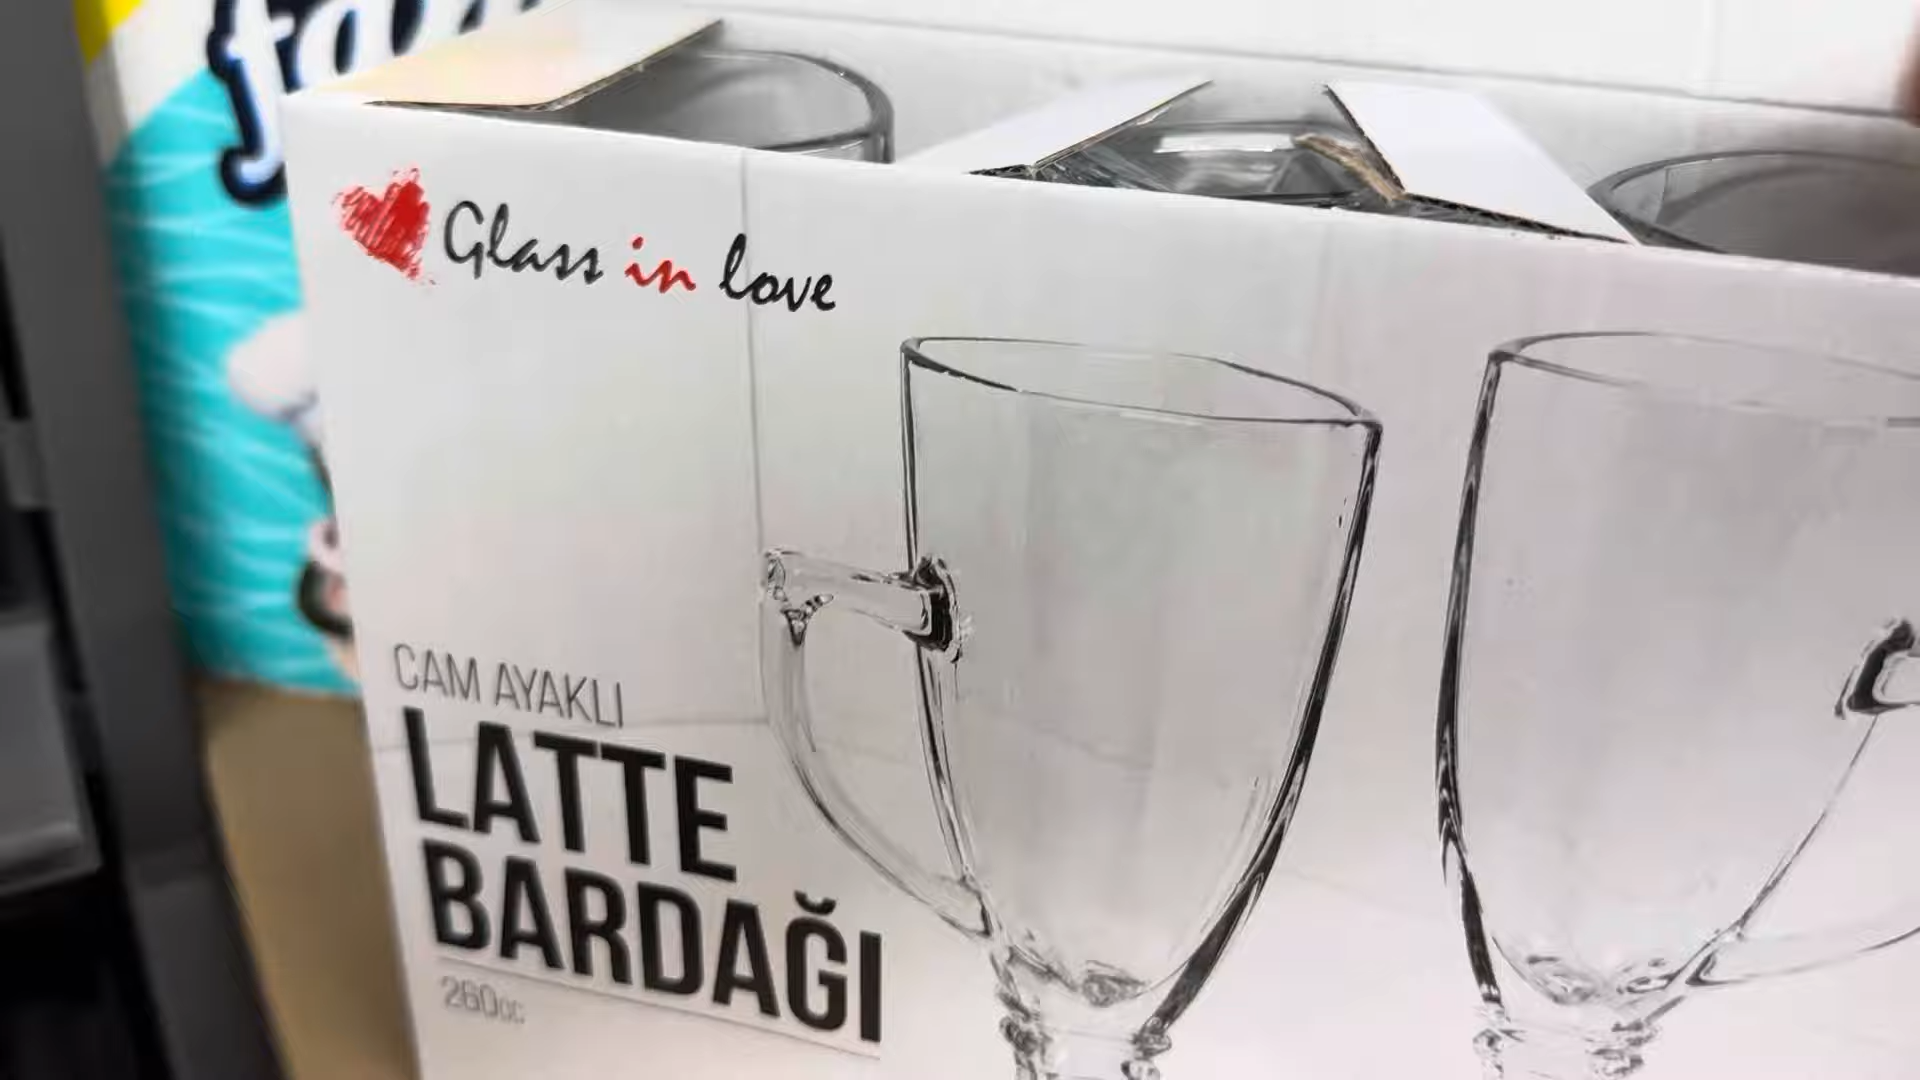 Glass in love
CAM AYAKLI
LATTE
BARDAĞI
260cc